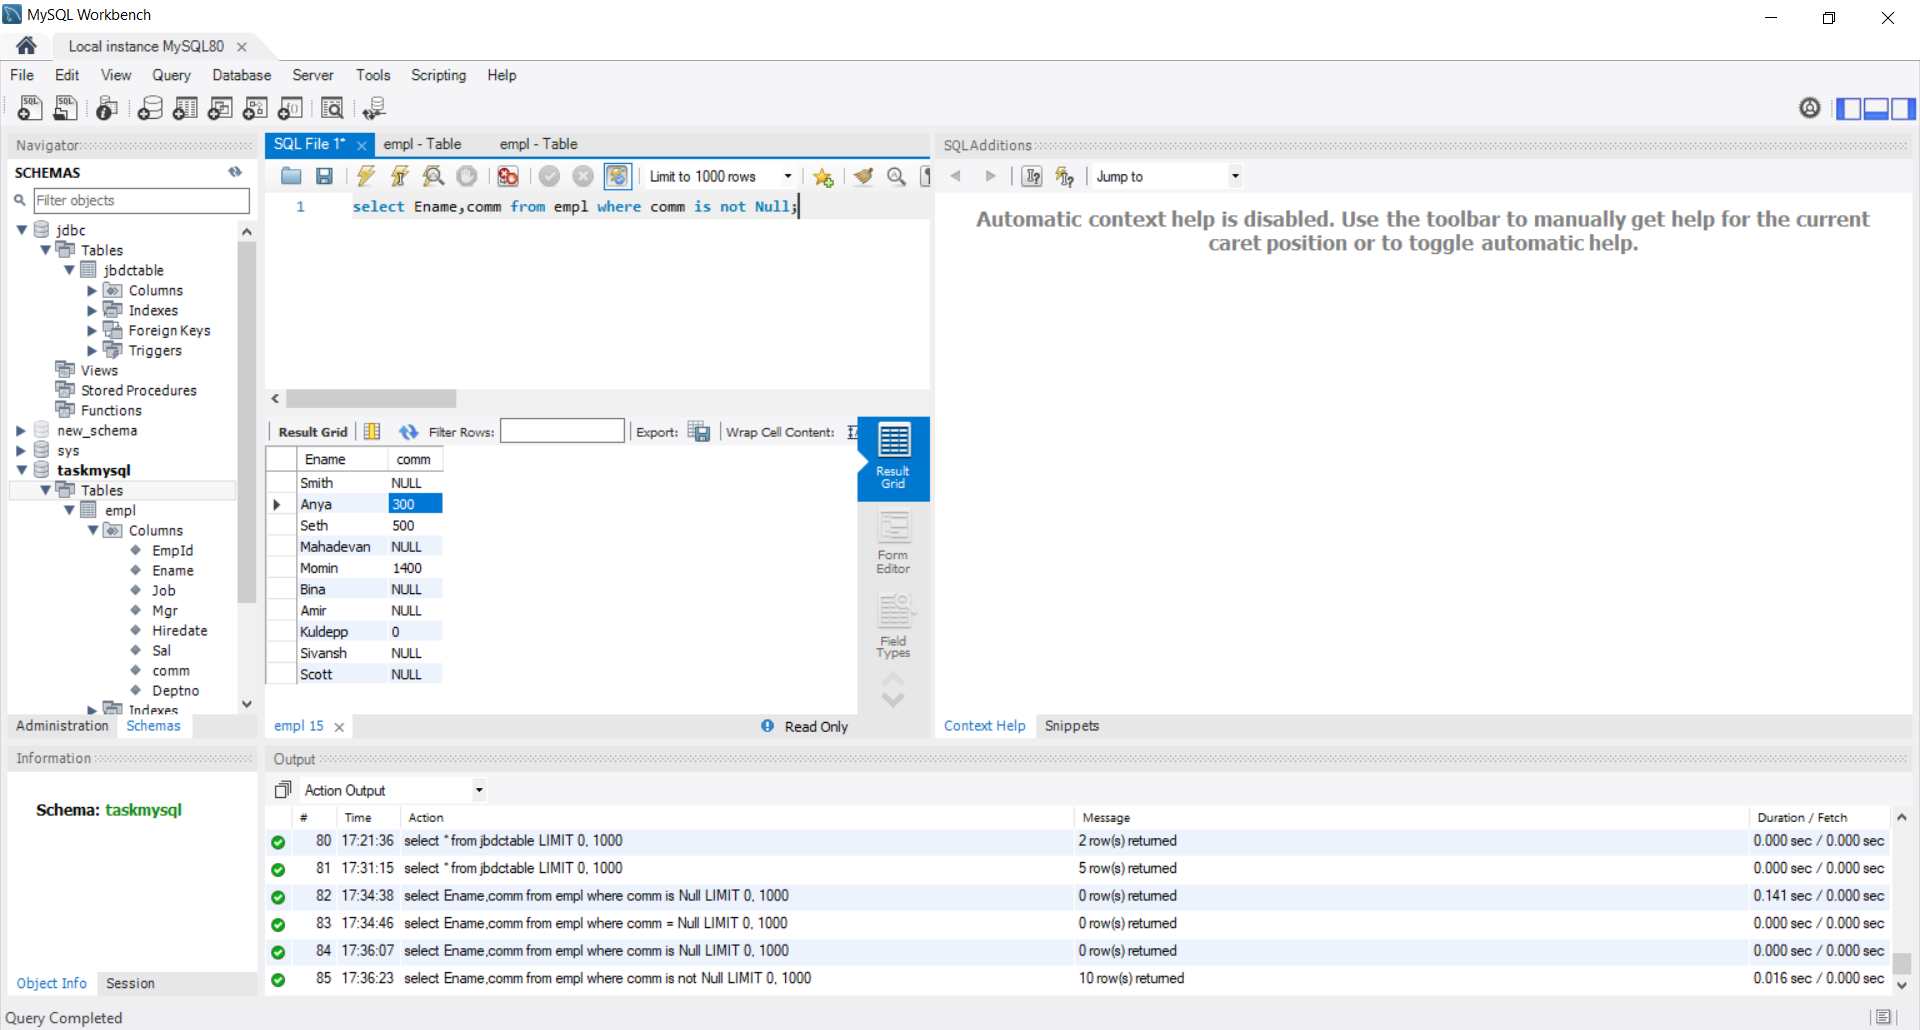 MySQL Workbench
Local instance MySQL80
File Edit View Query Database Server Tools Scripting Help
Navigator
SCHEMAS
Filter objects
jdbc
Tables
jbdctable
Columns
Indexes
Foreign Keys
Triggers
Views
Stored Procedures
Functions
new_schema
sys
taskmysql
Tables
empl
Columns
EmpId
Ename
Job
Mgr
Hiredate
Sal
comm
Deptno
Indexes
Administration Schemas
Information
Schema: taskmysql
Object Info Session
Query Completed
SQL File 1* empl - Table empl - Table
Limit to 1000 rows
1 select Ename,comm from empl where comm is not Null;
Result Grid Filter Rows: Export: Wrap Cell Content:
Ename comm
Smith NULL
Anya 300
Seth 500
Mahadevan NULL
Momin 1400
Bina NULL
Amir NULL
Kuldepp 0
Sivansh NULL
Scott NULL
Result
Grid
Form
Editor
Field
Types
empl 15 Read Only
SQLAdditions
Jump to
Automatic context help is disabled. Use the toolbar to manually get help for the current
caret position or to toggle automatic help.
Context Help Snippets
Output
Action Output
# Time Action Message Duration / Fetch
80 17:21:36 select * from jbdctable LIMIT 0, 1000 2 row(s) returned 0.000 sec / 0.000 sec
81 17:31:15 select * from jbdctable LIMIT 0, 1000 5 row(s) returned 0.000 sec / 0.000 sec
82 17:34:38 select Ename,comm from empl where comm is Null LIMIT 0, 1000 0 row(s) returned 0.141 sec / 0.000 sec
83 17:34:46 select Ename,comm from empl where comm = Null LIMIT 0, 1000 0 row(s) returned 0.000 sec / 0.000 sec
84 17:36:07 select Ename,comm from empl where comm is Null LIMIT 0, 1000 0 row(s) returned 0.000 sec / 0.000 sec
85 17:36:23 select Ename,comm from empl where comm is not Null LIMIT 0, 1000 10 row(s) returned 0.016 sec / 0.000 sec